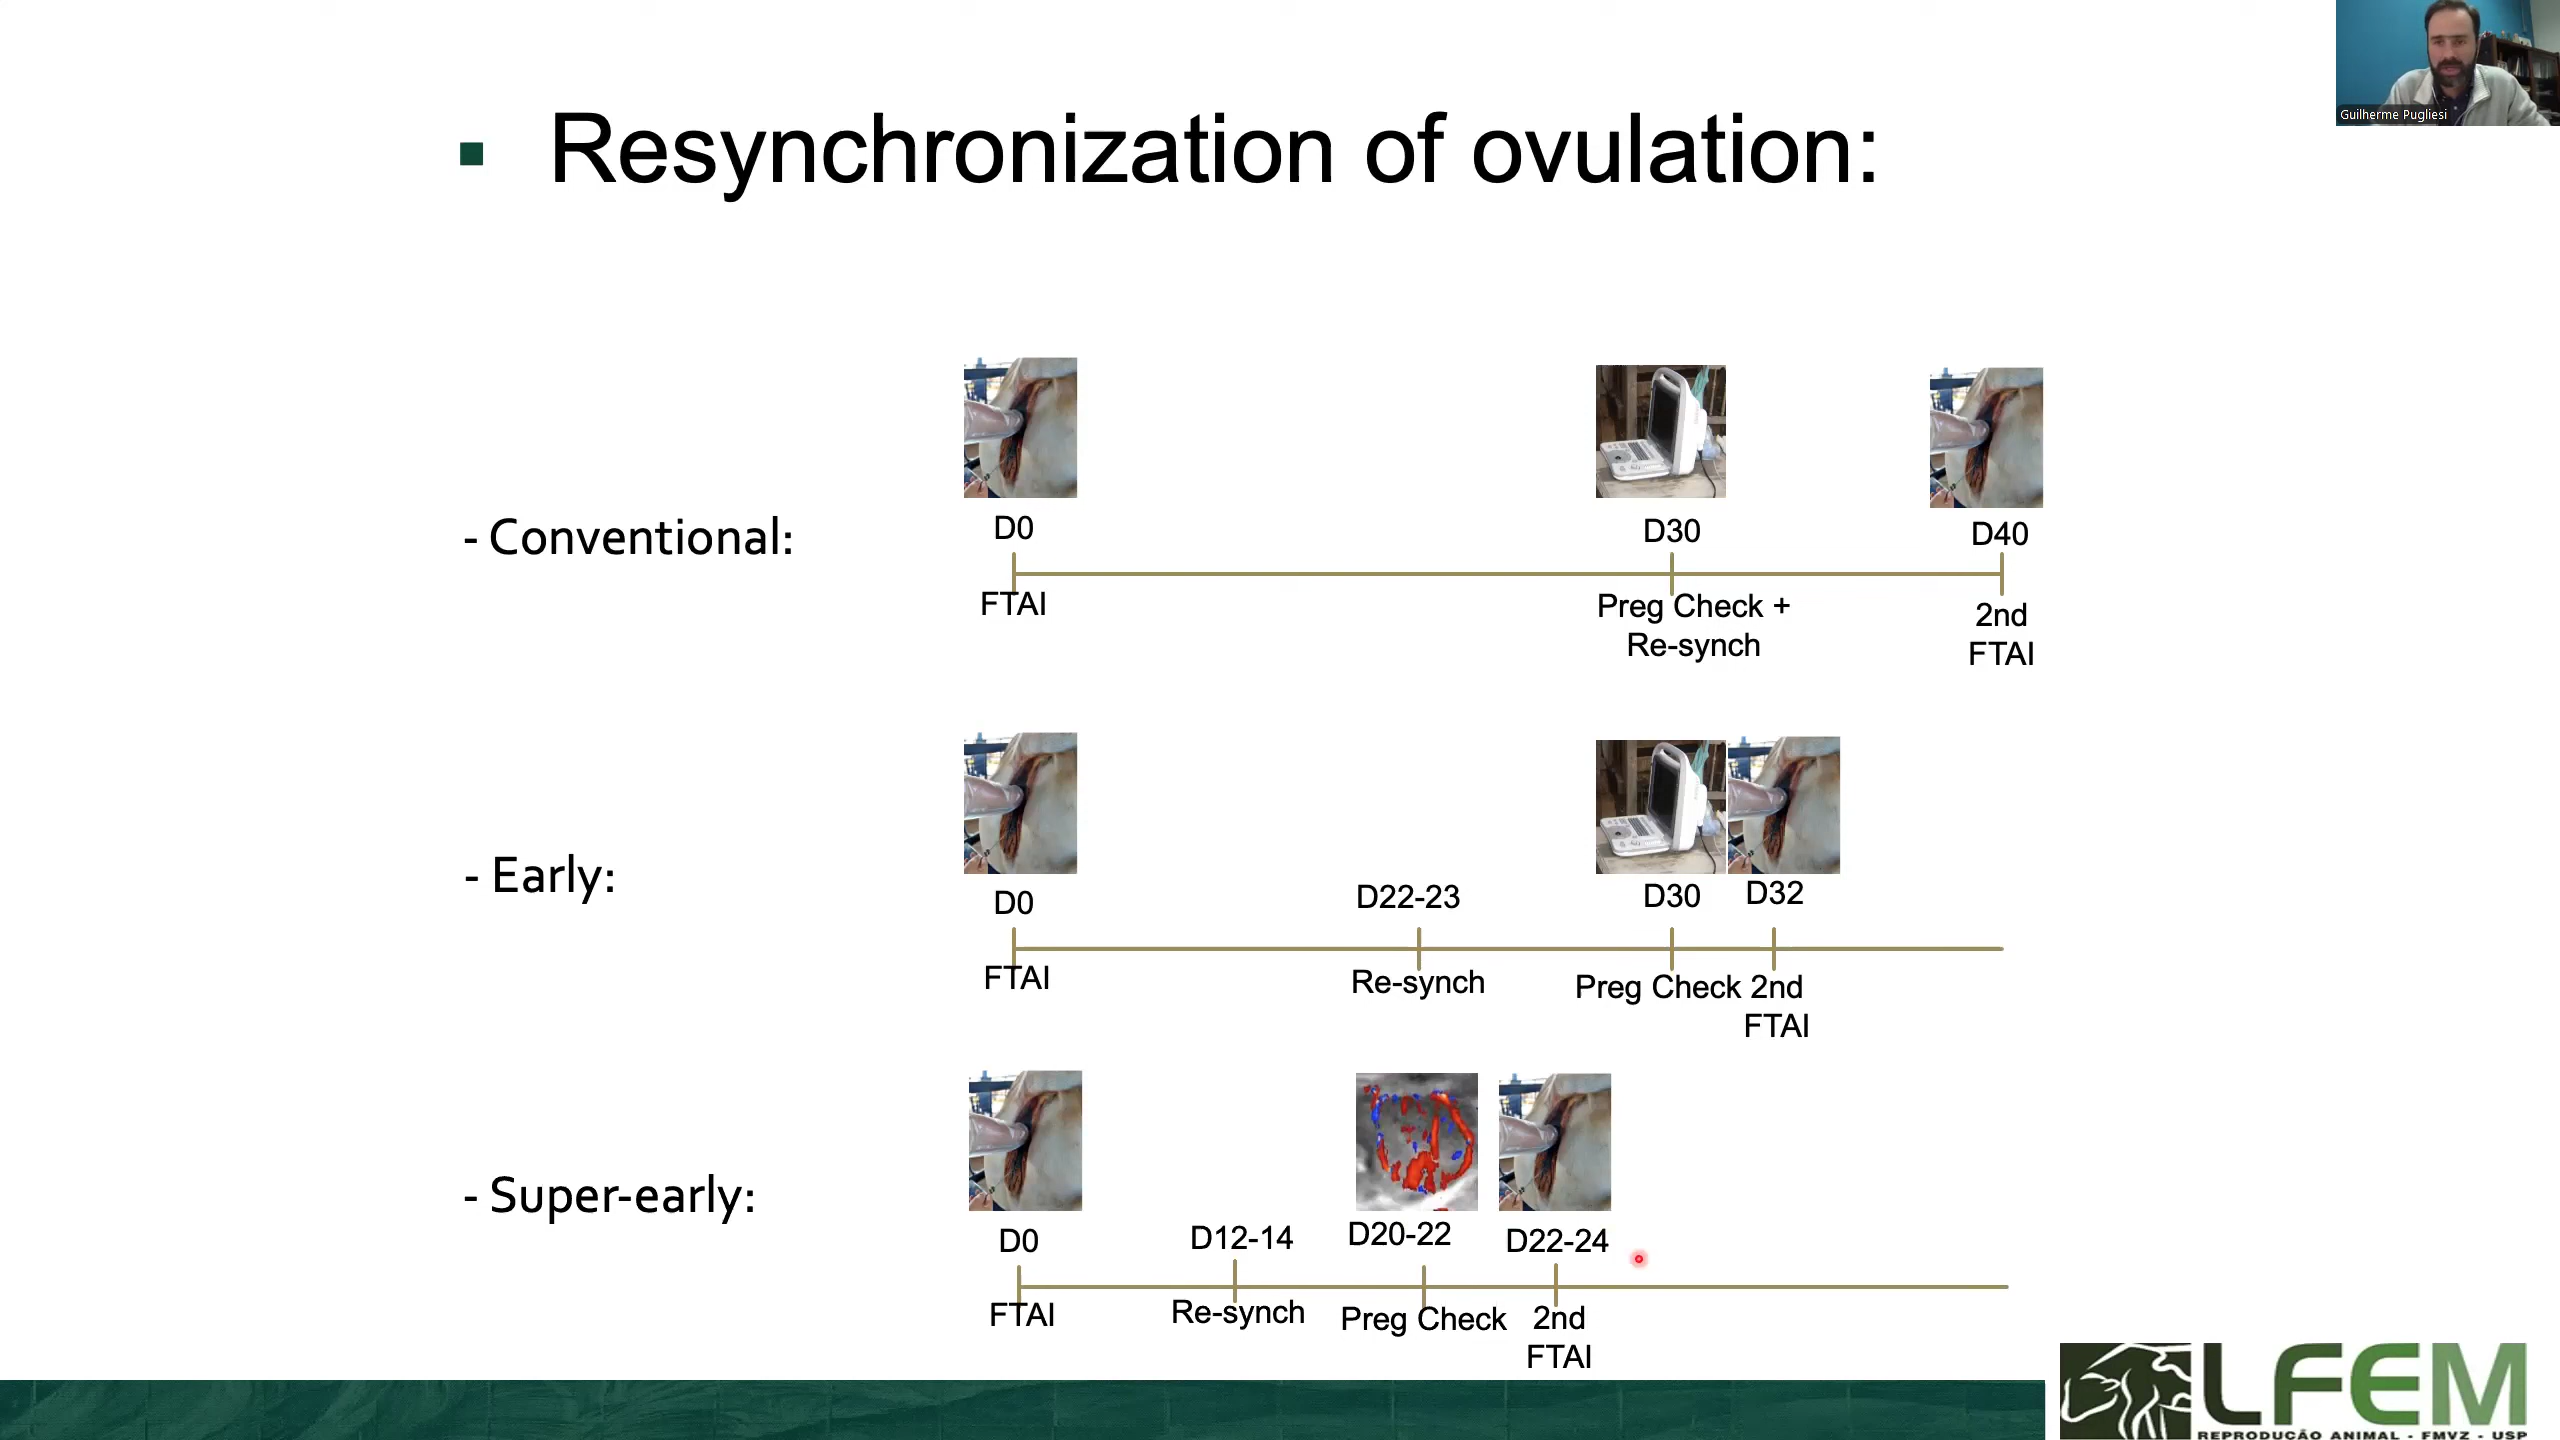 Guilherme Pugliesi
▪ Resynchronization of ovulation:
- Conventional:
D0
D30
D40
FTAI
Preg Check +
Re-synch
2nd
FTAI
- Early:
D0
D22-23
D30
D32
FTAI
Re-synch
Preg Check
2nd
FTAI
- Super-early:
D0
D12-14
D20-22
D22-24
FTAI
Re-synch
Preg Check
2nd
FTAI
LFEM
REPRODUCÃO ANIMAL - FMVZ - USP